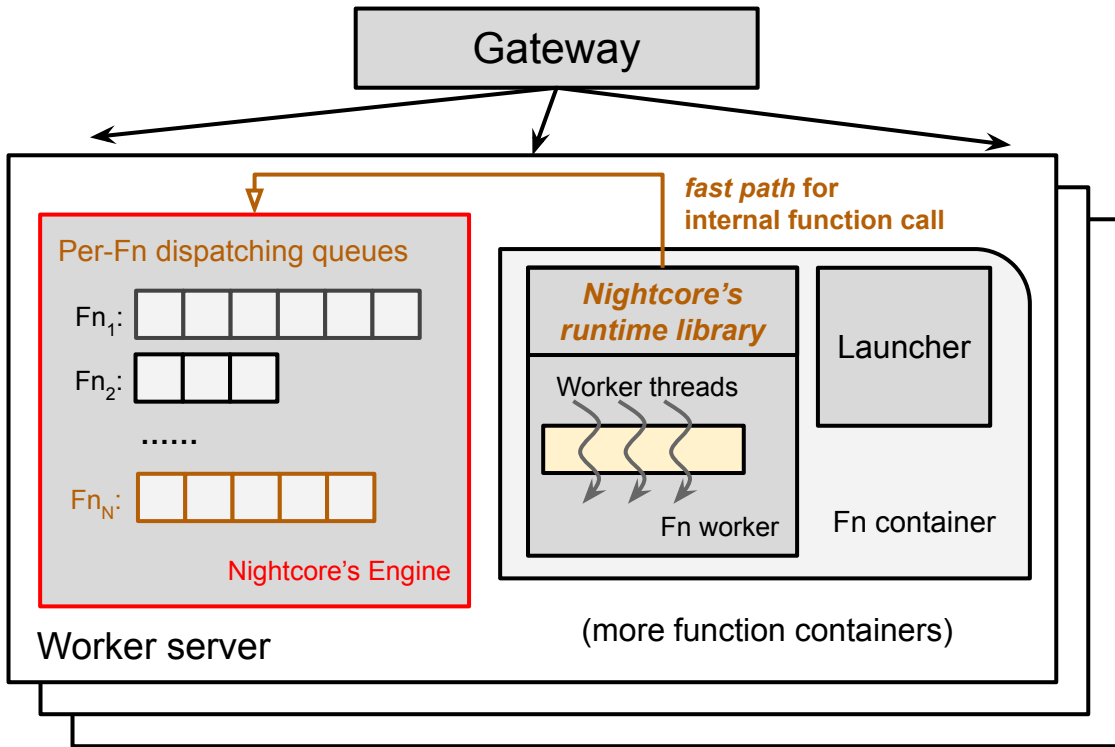 Gateway
fast path for
internal function call
Per-Fn dispatching queues
Fn1:
Fn2:
......
FnN:
Nightcore's Engine
Nightcore's
runtime library
Launcher
Worker threads
Fn worker
Fn container
(more function containers)
Worker server